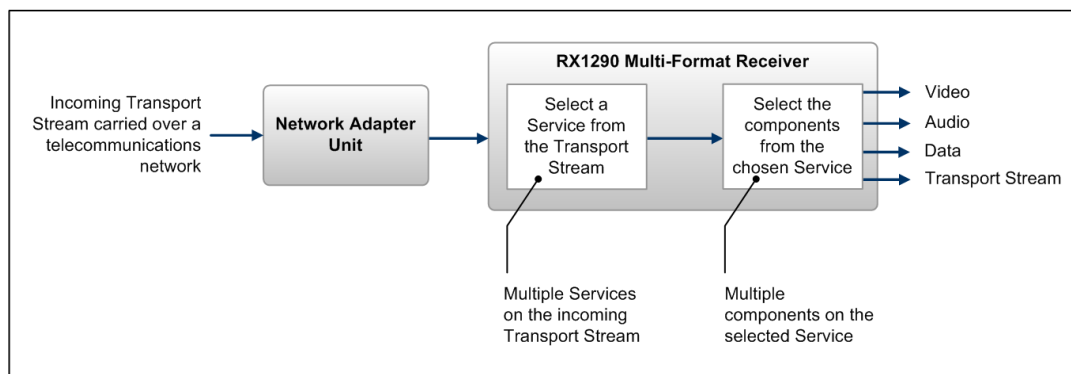 RX1290 Multi-Format Receiver
Incoming Transport
Stream carried over a
telecommunications
network
Network Adapter
Unit
Select a
Service from
the Transport
Stream
Select the
components
from the
chosen Service
Video
Audio
Data
Transport Stream
Multiple Services
on the incoming
Transport Stream
Multiple
components on the
selected Service